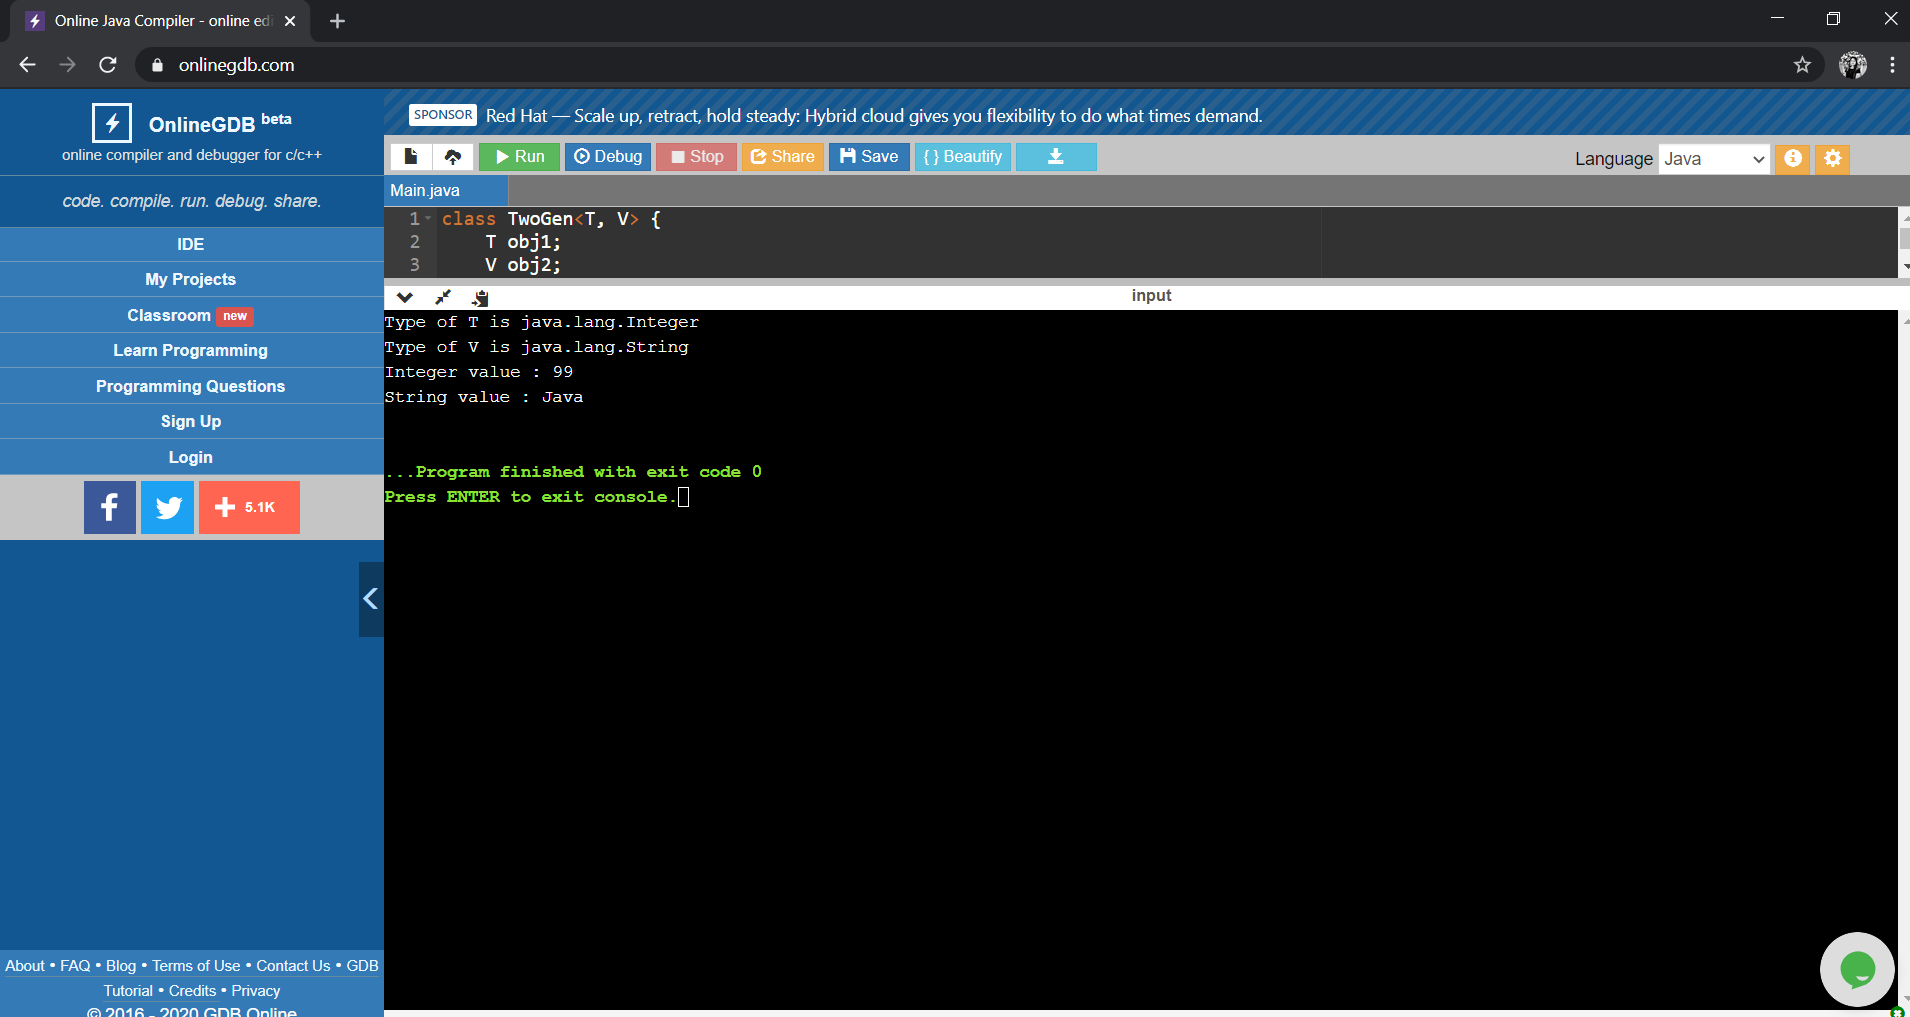 Online Java Compiler - online edi
onlinegdb.com
OnlineGDB beta
online compiler and debugger for c/c++
code. compile. run. debug. share.
IDE
My Projects
Classroom new
Learn Programming
Programming Questions
Sign Up
Login
5.1K
About • FAQ • Blog • Terms of Use • Contact Us • GDB
Tutorial • Credits • Privacy
© 2016 - 2020 GDB Online
SPONSOR Red Hat — Scale up, retract, hold steady: Hybrid cloud gives you flexibility to do what times demand.
Run Debug Stop Share Save { } Beautify
Language Java
Main.java
1 class TwoGen<T, V> {
2 T obj1;
3 V obj2;
input
Type of T is java.lang.Integer
Type of V is java.lang.String
Integer value : 99
String value : Java
...Program finished with exit code 0
Press ENTER to exit console.